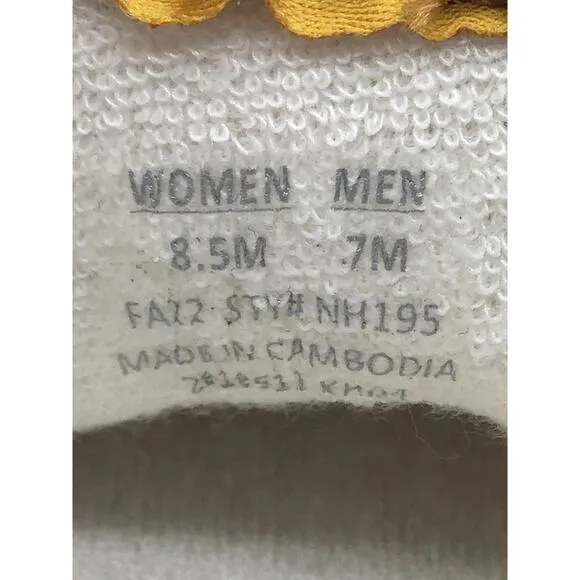 WOMEN MEN
8.5M 7M
FA22 STY# NH195
MADE IN CAMBODIA